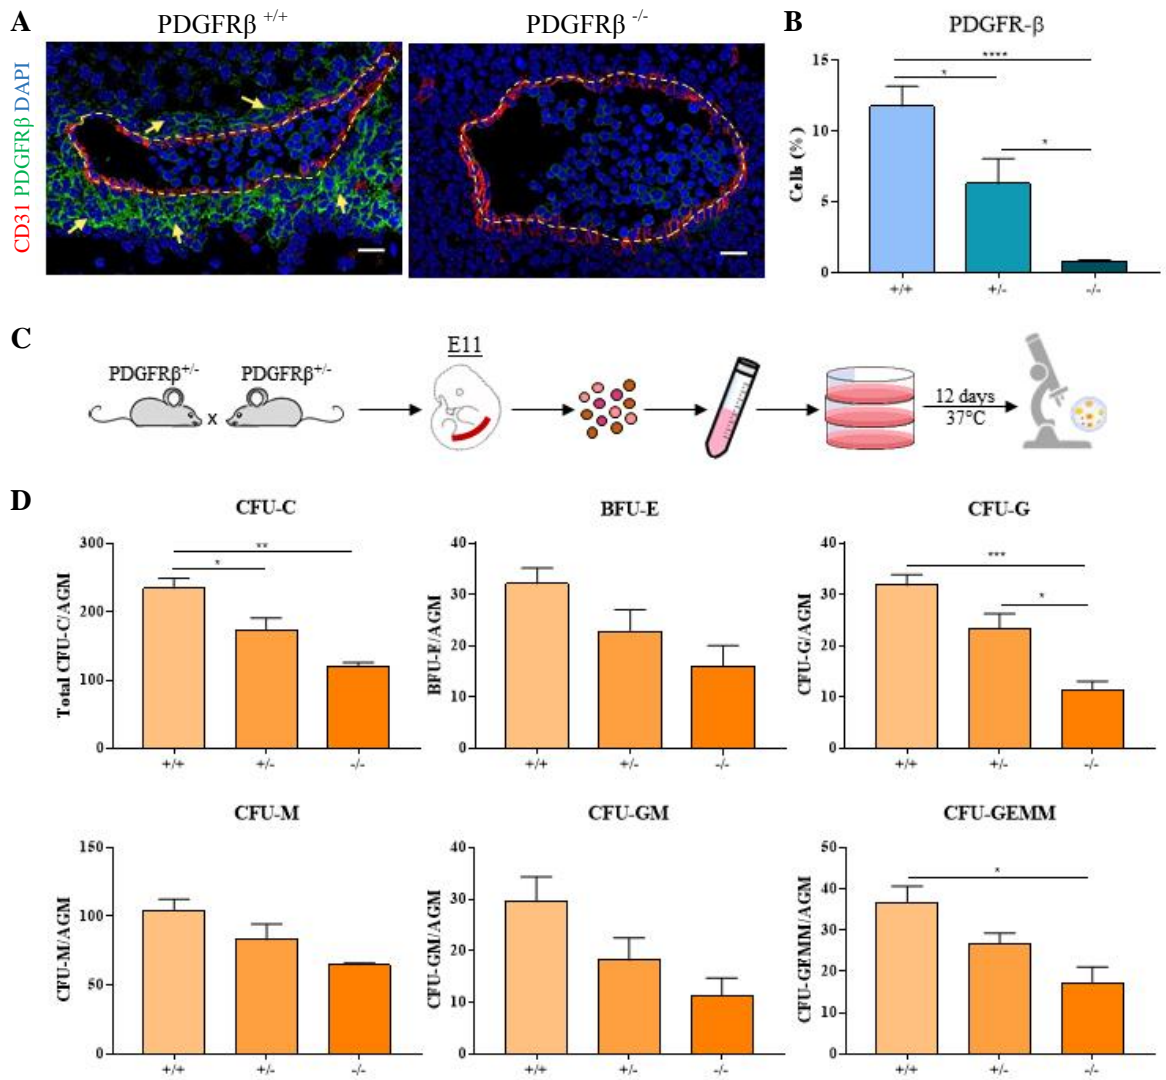 A
PDGFRβ +/+
PDGFRβ -/-
CD31 PDGFRβ DAPI
B
PDGFR-β
****
*
*
15
10
5
0
Cells (%)
+/+
+/-
-/-
C
PDGFRβ+/-
x
PDGFRβ+/-
E11
12 days
37°C
D
CFU-C
**
*
300
200
100
0
Total CFU-C/AGM
+/+
+/-
-/-
BFU-E
40
30
20
10
0
BFU-E/AGM
+/+
+/-
-/-
CFU-G
***
*
40
30
20
10
0
CFU-G/AGM
+/+
+/-
-/-
CFU-M
150
100
50
0
CFU-M/AGM
+/+
+/-
-/-
CFU-GM
40
30
20
10
0
CFU-GM/AGM
+/+
+/-
-/-
CFU-GEMM
*
50
40
30
20
10
0
CFU-GEMM/AGM
+/+
+/-
-/-